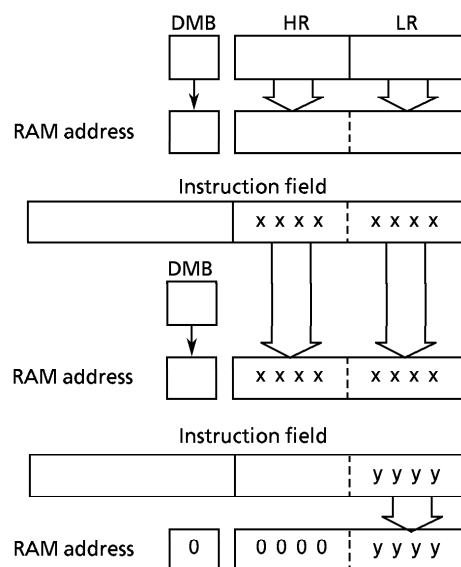 DMB HR LR
RAM address
Instruction field
x x x x x x x x
DMB
RAM address x x x x x x x x
Instruction field
y y y y
RAM address 0 0 0 0 0 y y y y